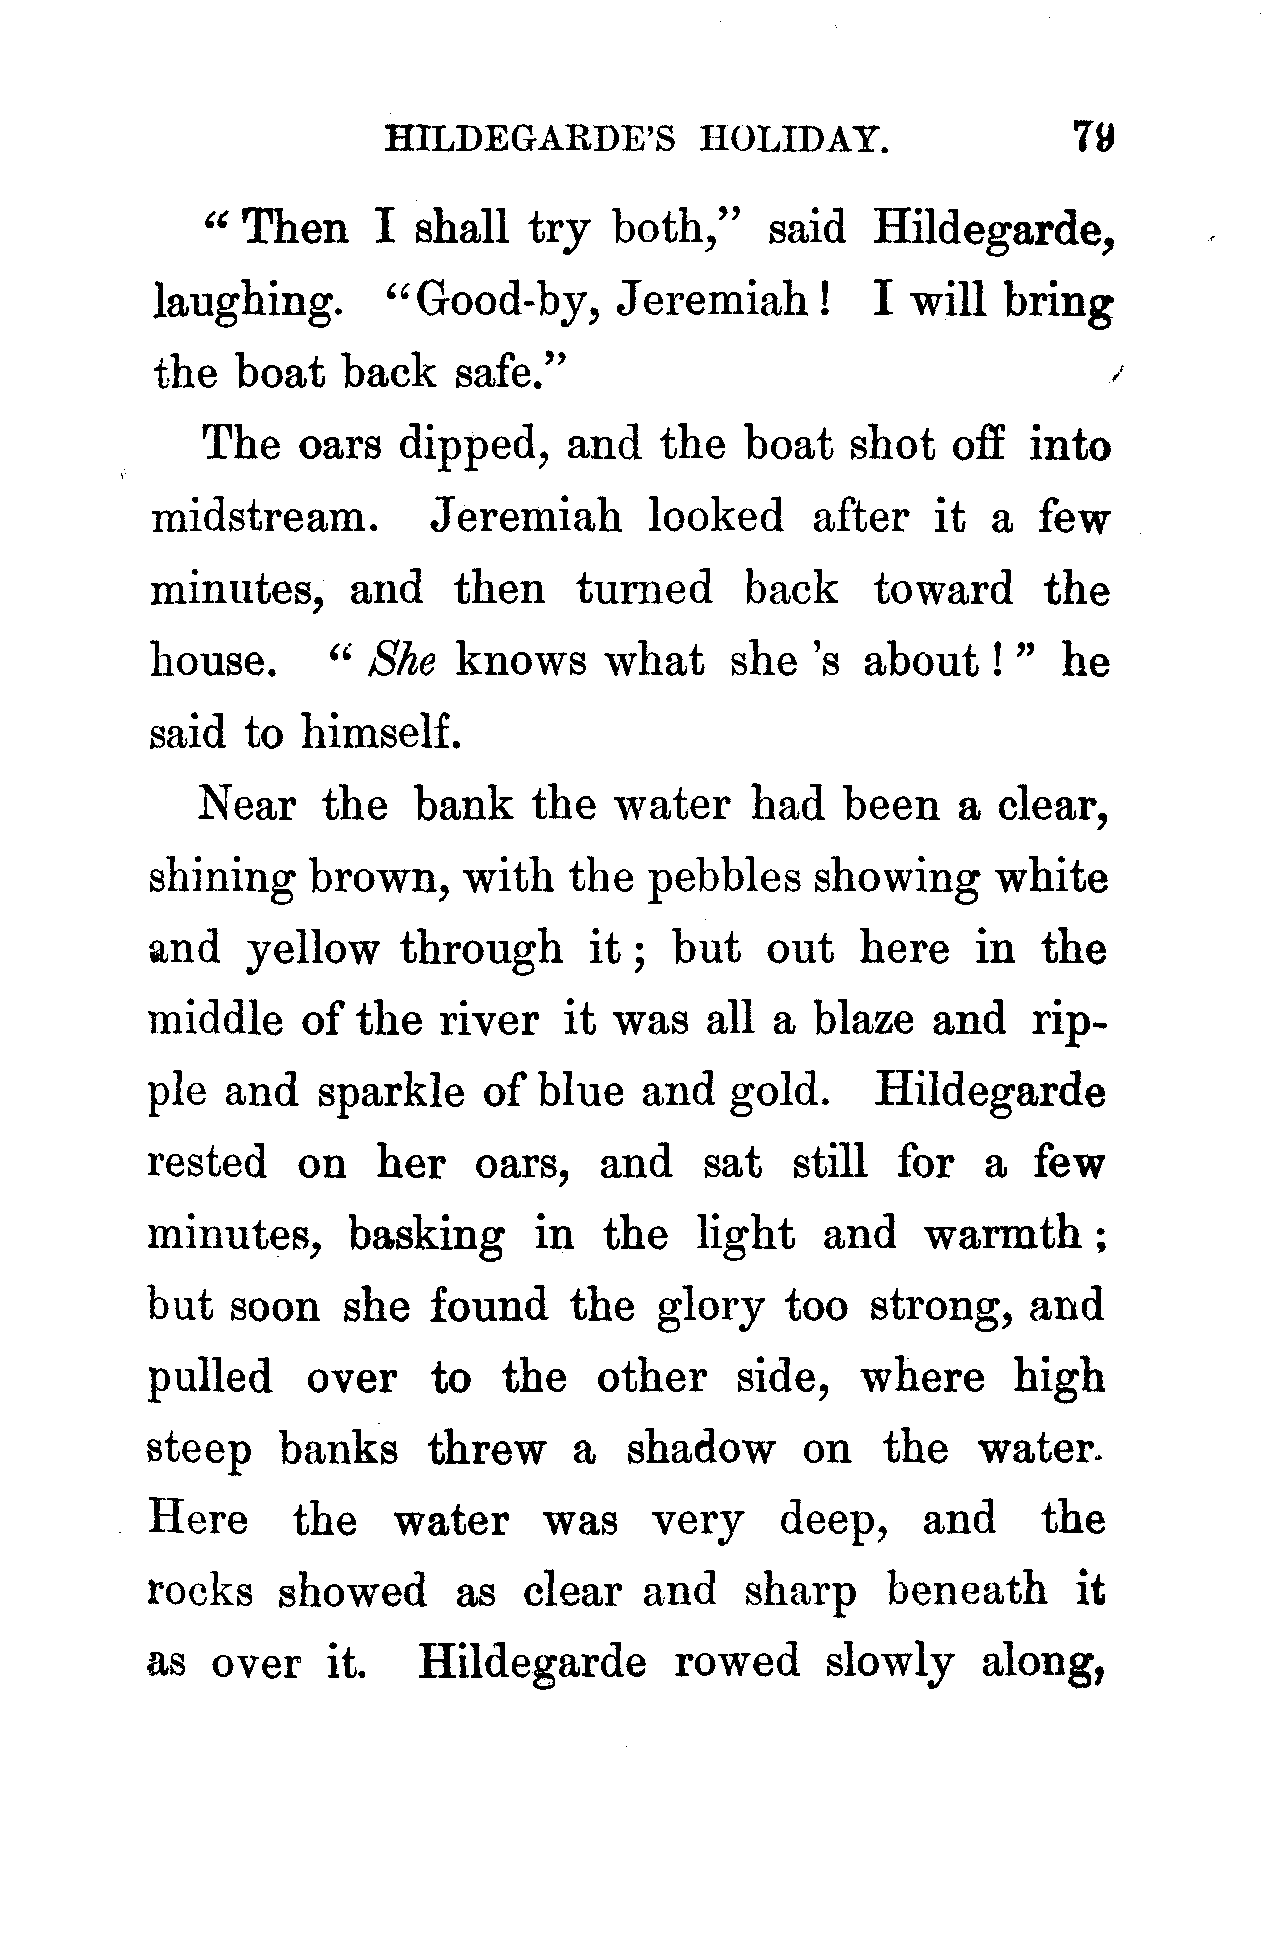 HILDEGARDE'S HOLIDAY. 79
“ Then I shall try both,” said Hildegarde,
laughing. “Good-by, Jeremiah ! I will bring
the boat back safe.”
The oars dipped, and the boat shot off into
midstream. Jeremiah looked after it a few
minutes, and then turned back toward the
house. “ She knows what she 's about ! ” he
said to himself.
Near the bank the water had been a clear,
shining brown, with the pebbles showing white
and yellow through it ; but out here in the
middle of the river it was all a blaze and rip-
ple and sparkle of blue and gold. Hildegarde
rested on her oars, and sat still for a few
minutes, basking in the light and warmth ;
but soon she found the glory too strong, and
pulled over to the other side, where high
steep banks threw a shadow on the water.
Here the water was very deep, and the
rocks showed as clear and sharp beneath it
as over it. Hildegarde rowed slowly along,